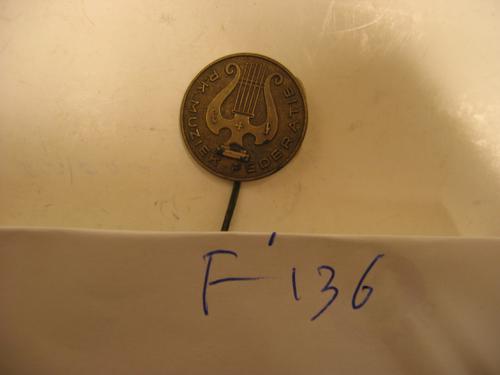 R.K. MUZIEK FEDERATIE
F' 136